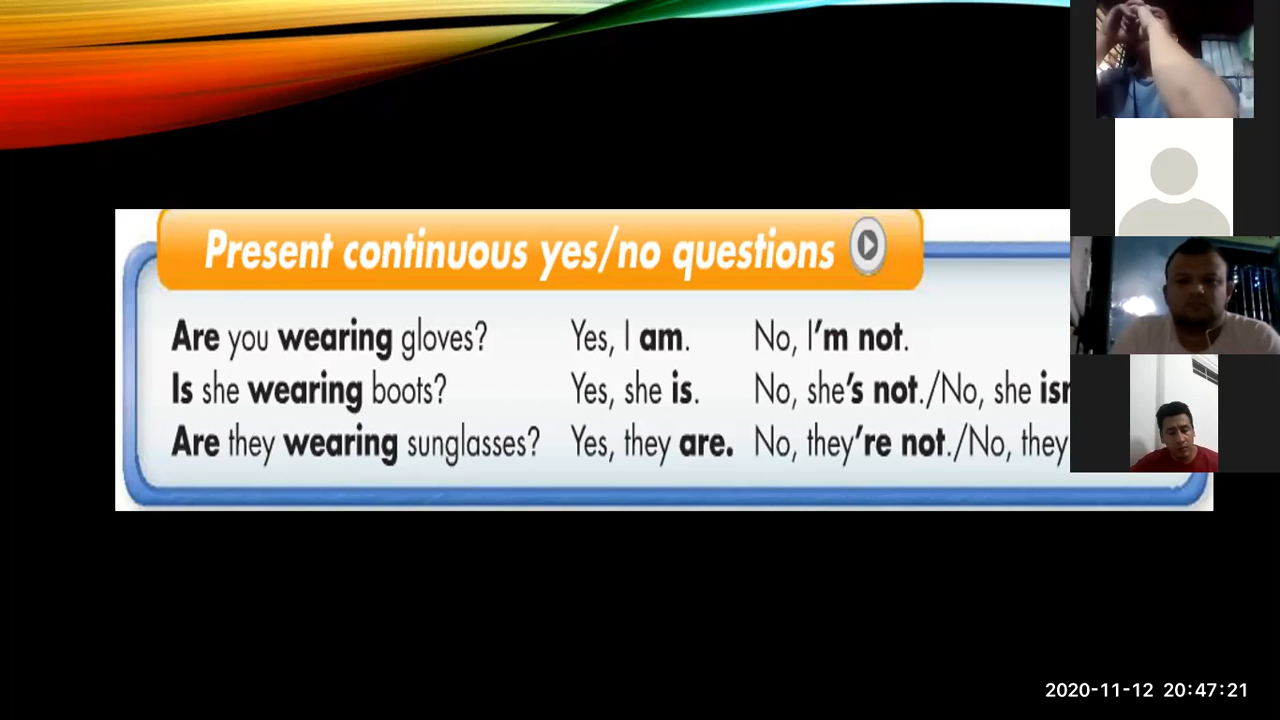 Present continuous yes/no questions
Are you wearing gloves? Yes, I am. No, I'm not.
Is she wearing boots? Yes, she is. No, she's not./No, she
Are they wearing sunglasses? Yes, they are. No, they're not./No, they
2020-11-12 20:47:21